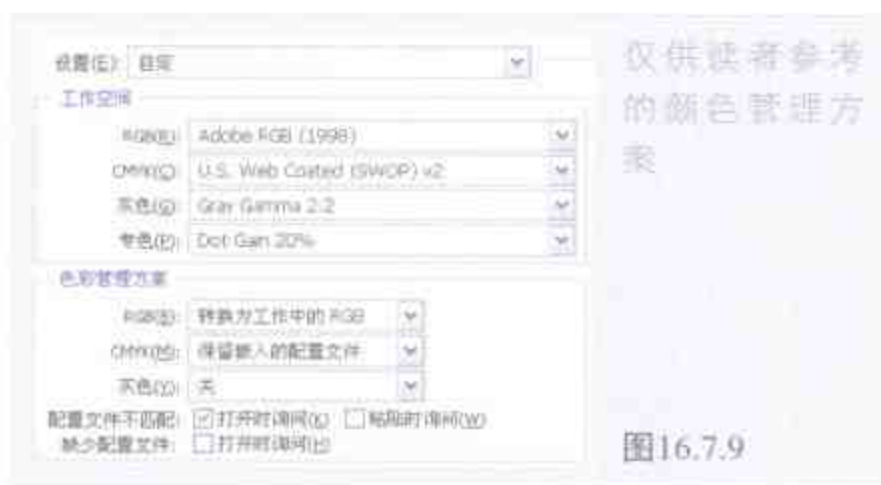 设置(E): 自定
工作空间
RGB(R): Adobe RGB (1998)
CMYK(C): U.S. Web Coated (SWOP) v2
灰色(G): Gray Gamma 2.2
专色(P): Dot Gain 20%
色彩管理方案
RGB(B): 转换为工作中的 RGB
CMYK(M): 保留嵌入的配置文件
灰色(Y): 关
配置文件不匹配: 打开时询问(K) 粘贴时询问(W)
缺少配置文件: 打开时询问(H)
仅供读者参考
的颜色管理方
案
图16.7.9